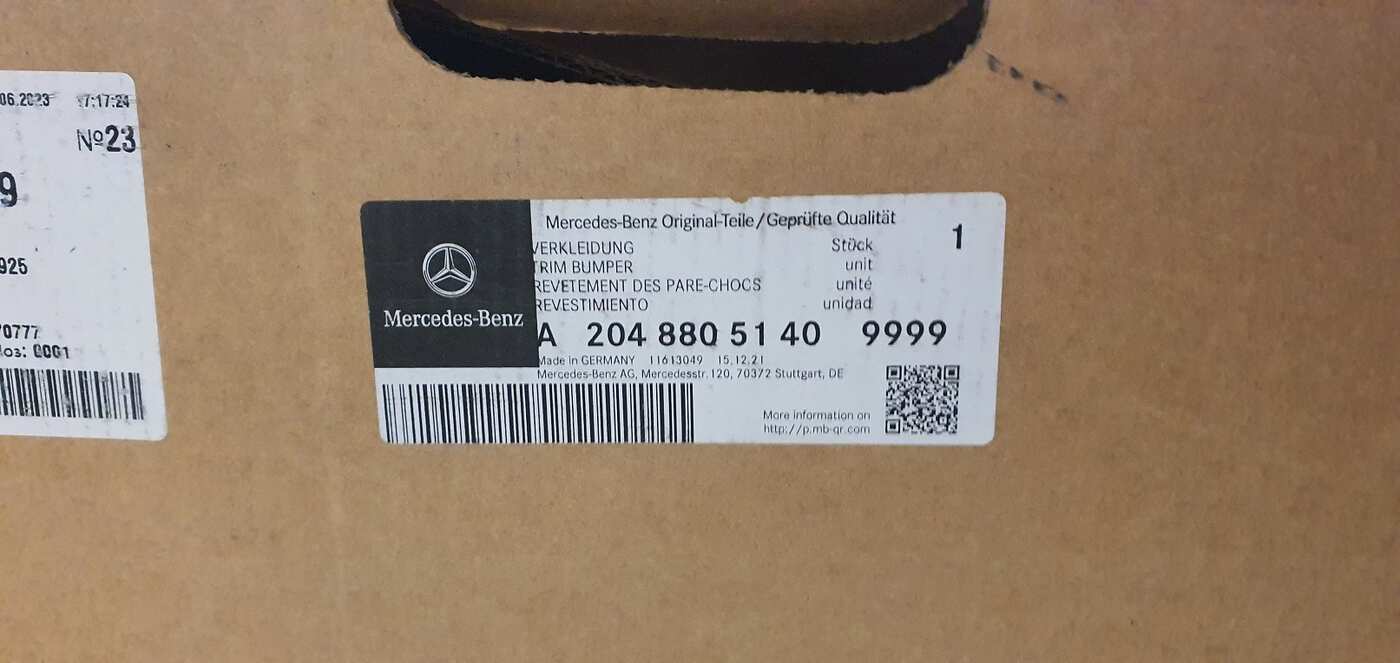 06.2023 17:17:24
Nº23
9
925
70777
los: 0001
Mercedes-Benz
Mercedes-Benz Original-Teile/Geprüfte Qualität
VERKLEIDUNG Stück 1
TRIM BUMPER unit
REVETEMENT DES PARE-CHOCS unité
REVESTIMIENTO unidad
A 204 880 51 40 9999
Made in GERMANY 11613049 15.12.21
Mercedes-Benz AG, Mercedesstr. 120, 70372 Stuttgart, DE
More information on
http://p.mb-qr.com